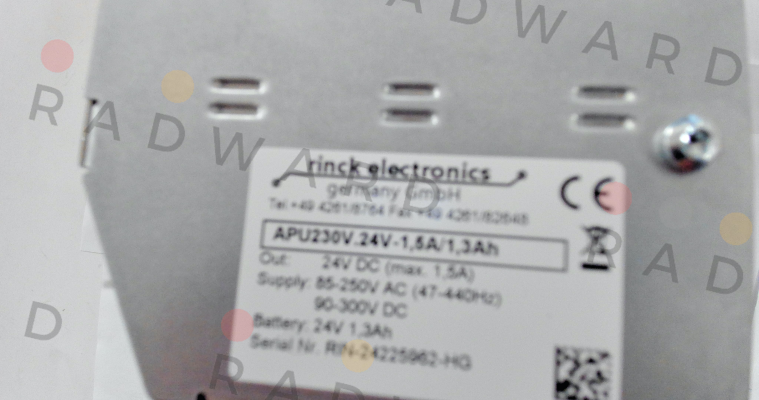 RADWARD
RADWARD
rinck electronics
germany GmbH
Tel.+49 4261/8764 Fax +49 4261/82648
CE
APU230V.24V-1,5A/1,3Ah
Out: 24V DC (max. 1,5A)
Supply: 85-250V AC (47-440Hz)
90-300V DC
Battery: 24V 1,3Ah
Serial Nr. RIN-24225962-HG
RAD
D
RAD